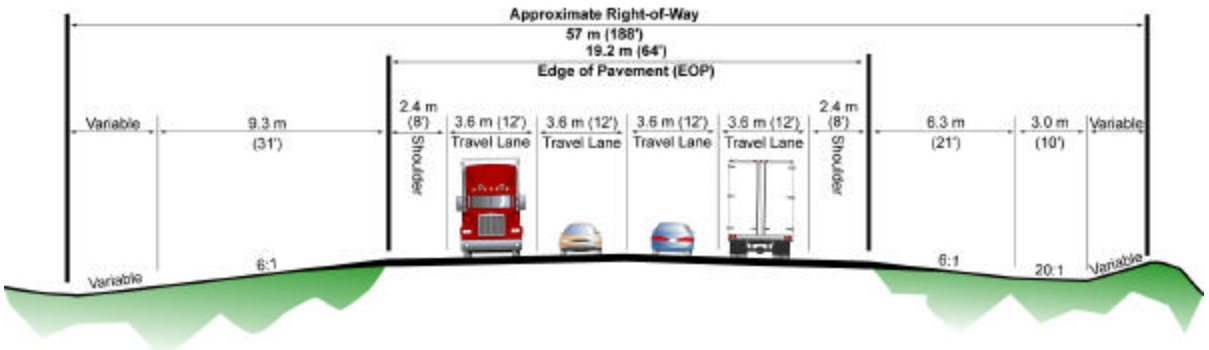 Approximate Right-of-Way
57 m (188')
19.2 m (64')
Edge of Pavement (EOP)
Variable
9.3 m
(31')
2.4 m
(8')
Shoulder
3.6 m (12')
Travel Lane
3.6 m (12')
Travel Lane
3.6 m (12')
Travel Lane
3.6 m (12')
Travel Lane
2.4 m
(8')
Shoulder
6.3 m
(21')
3.0 m
(10')
Variable
Variable
6:1
6:1
20:1
Variable